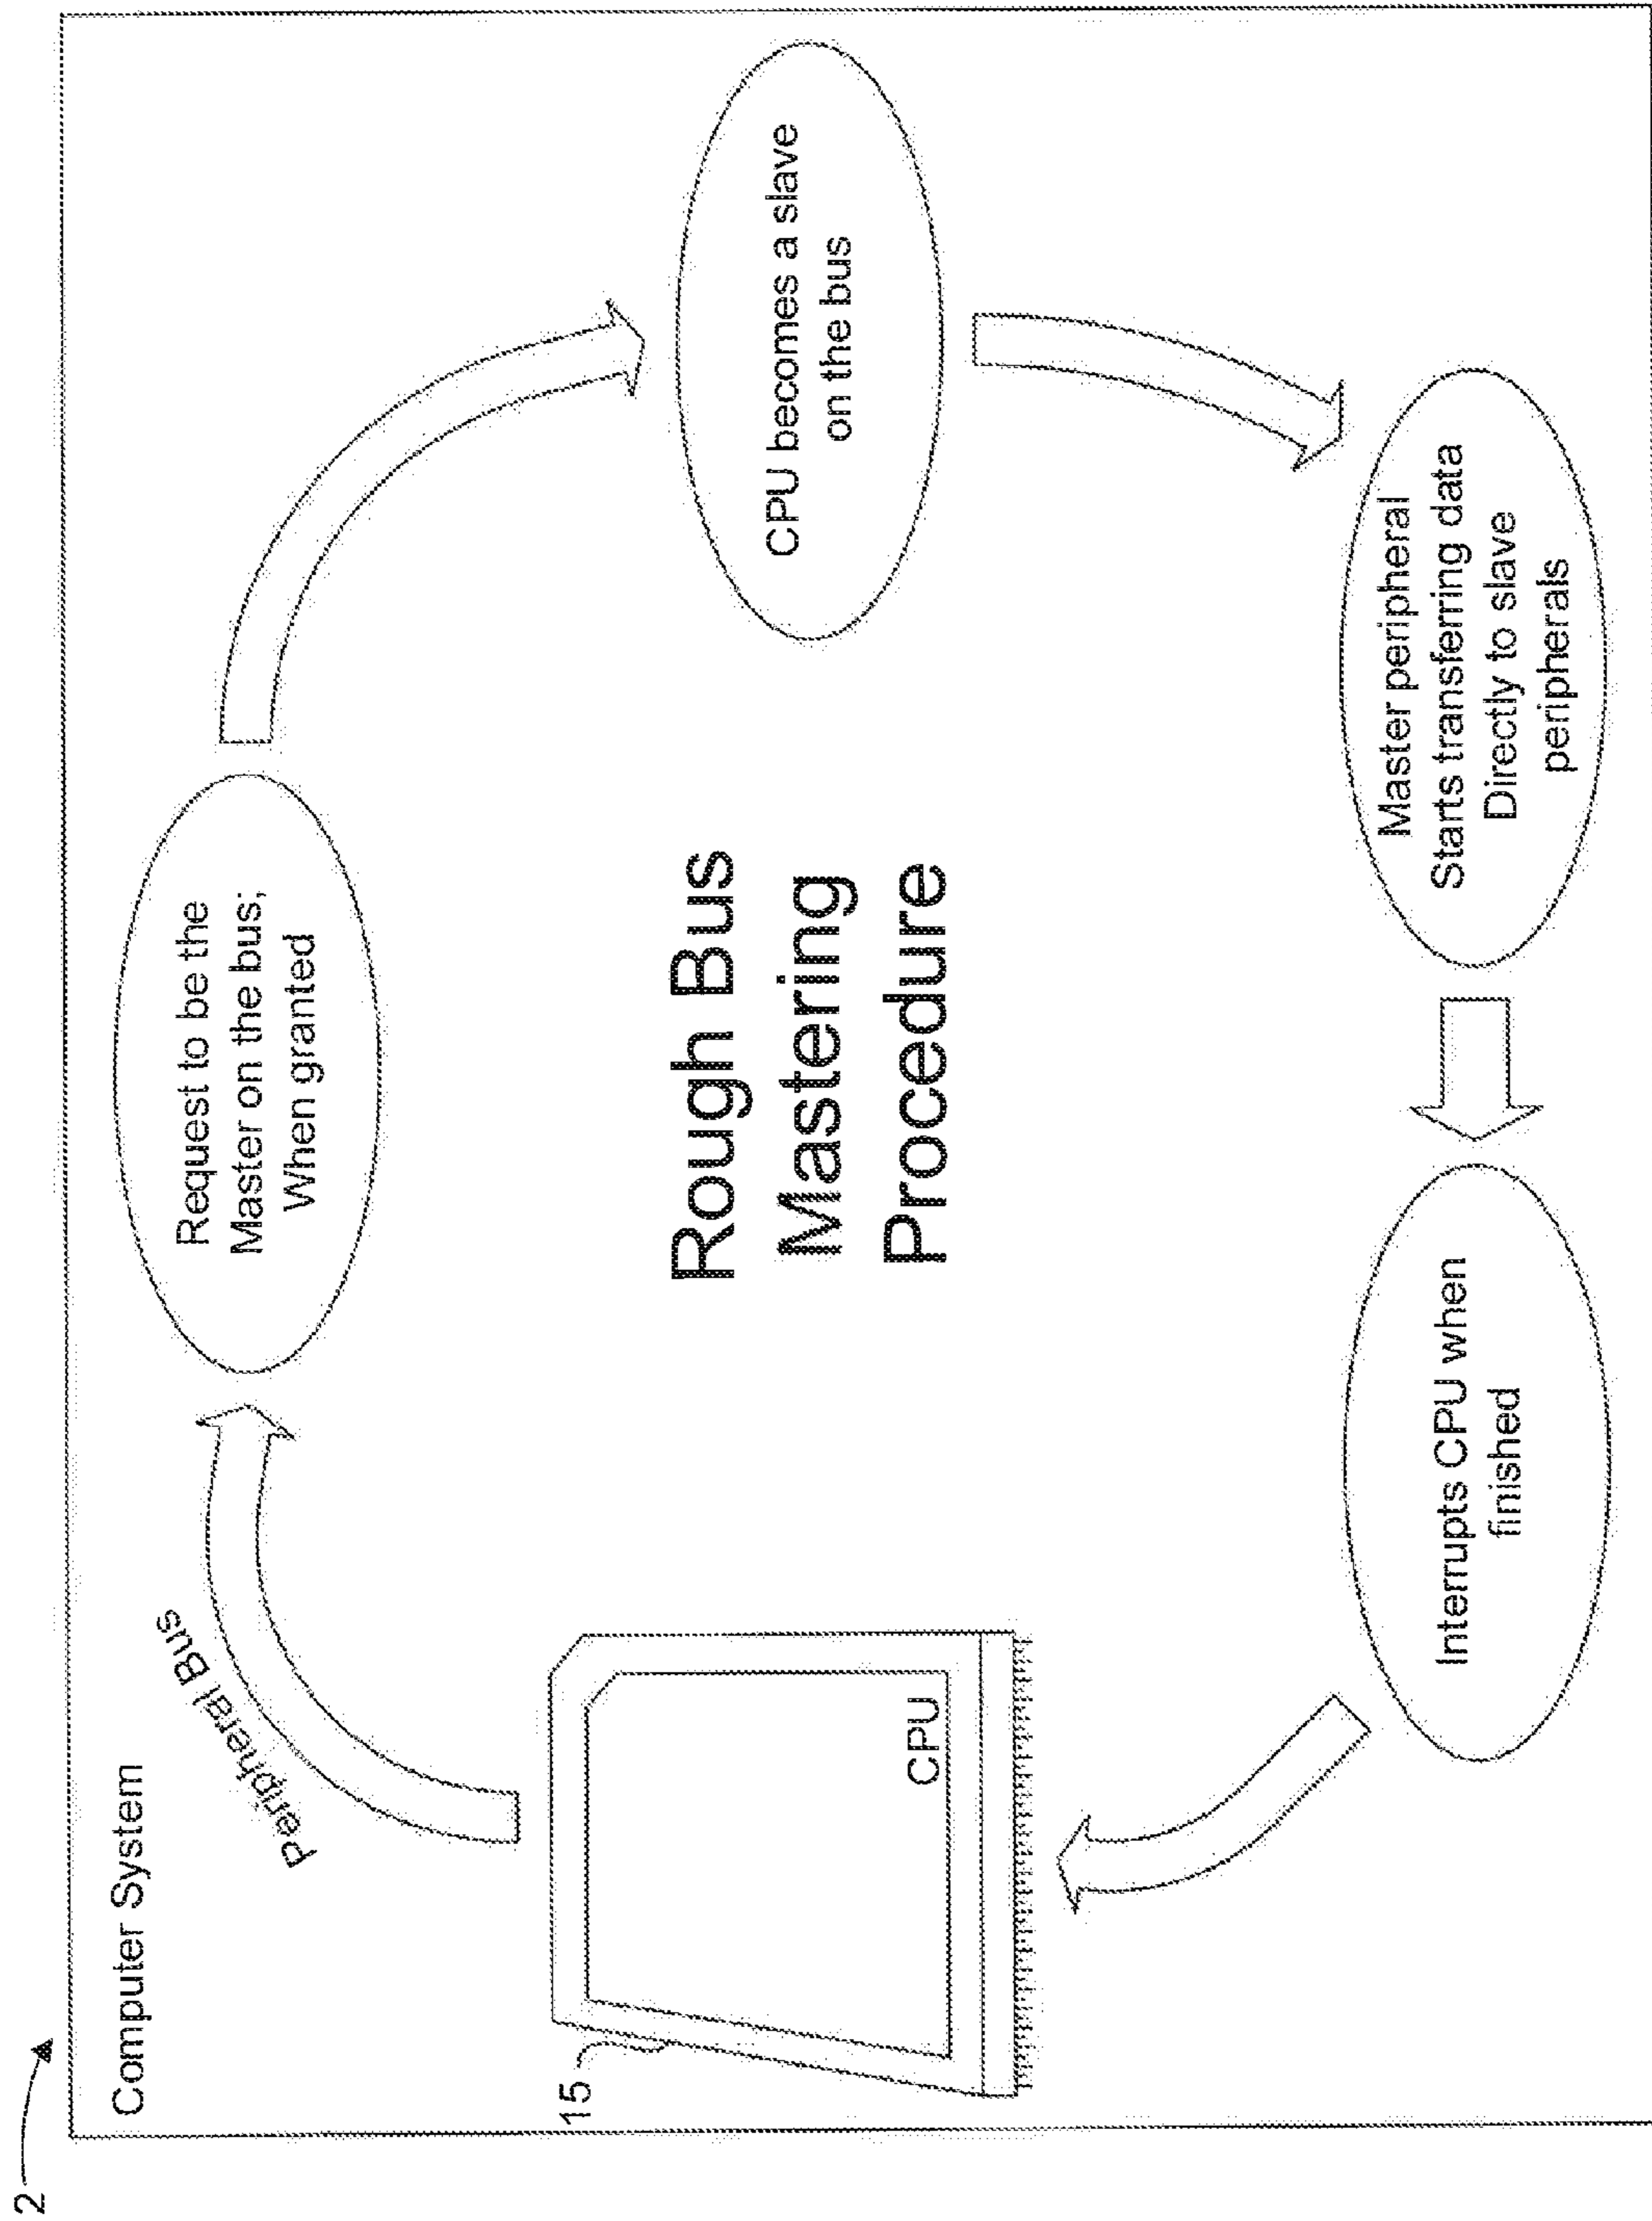 2
Computer System
Peripheral Bus
Request to be the
Master on the bus;
When granted
15
CPU
Rough Bus
Mastering
Procedure
CPU becomes a slave
on the bus
Interrupts CPU when
finished
Master peripheral
Starts transferring data
Directly to slave
peripherals